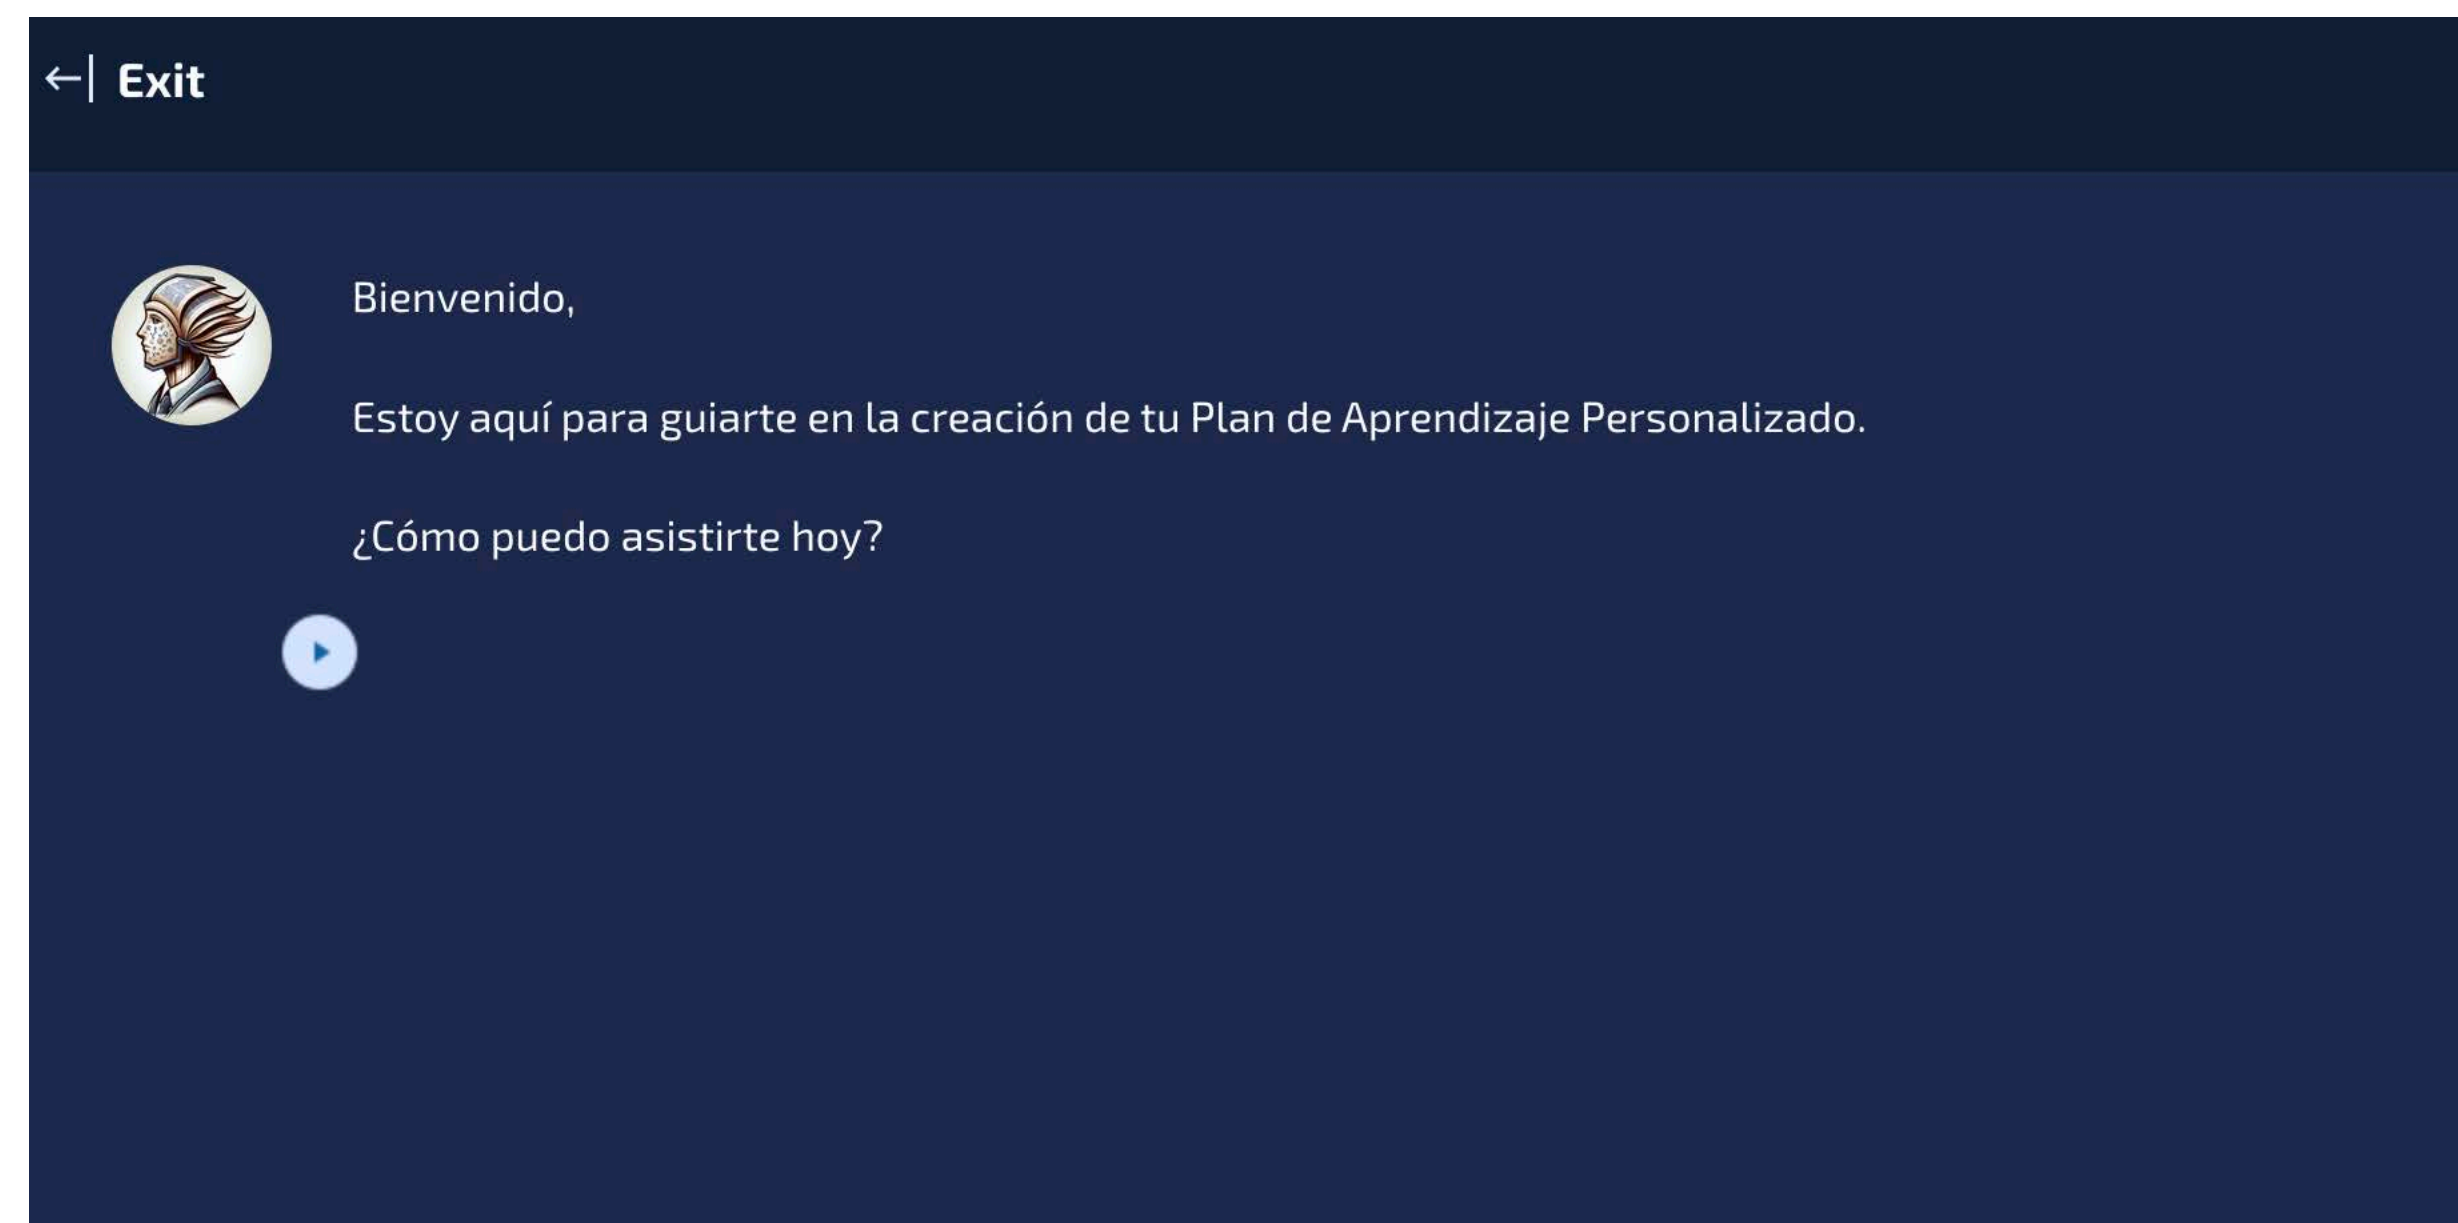 Exit
Bienvenido,
Estoy aquí para guiarte en la creación de tu Plan de Aprendizaje Personalizado.
¿Cómo puedo asistirte hoy?